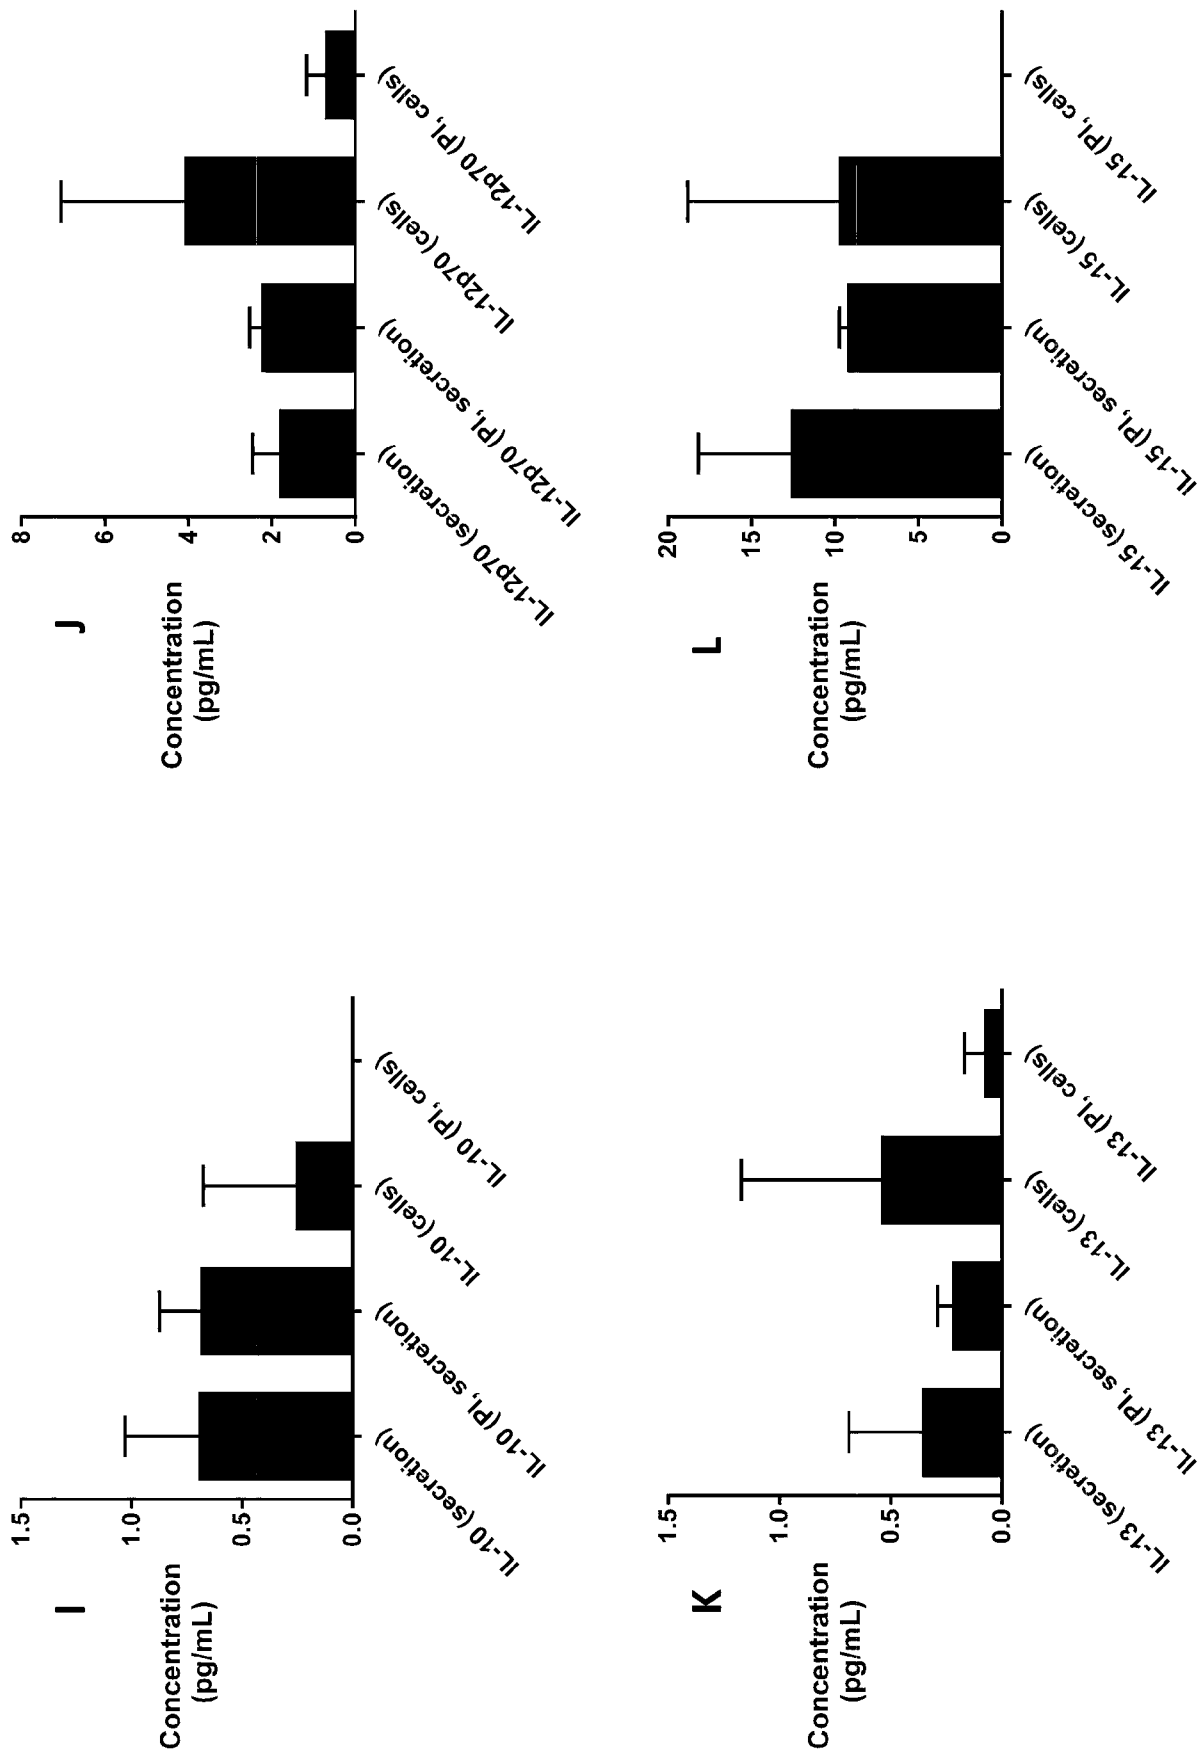 I
Concentration
(pg/mL)
1.5
1.0
0.5
0.0
IL-10 (secretion)
IL-10 (PI, secretion)
IL-10 (cells)
IL-10 (PI, cells)
J
Concentration
(pg/mL)
8
6
4
2
0
IL-12p70 (secretion)
IL-12p70 (PI, secretion)
IL-12p70 (cells)
IL-12p70 (PI, cells)
K
Concentration
(pg/mL)
1.5
1.0
0.5
0.0
IL-13 (secretion)
IL-13 (PI, secretion)
IL-13 (cells)
IL-13 (PI, cells)
L
Concentration
(pg/mL)
20
15
10
5
0
IL-15 (secretion)
IL-15 (PI, secretion)
IL-15 (cells)
IL-15 (PI, cells)